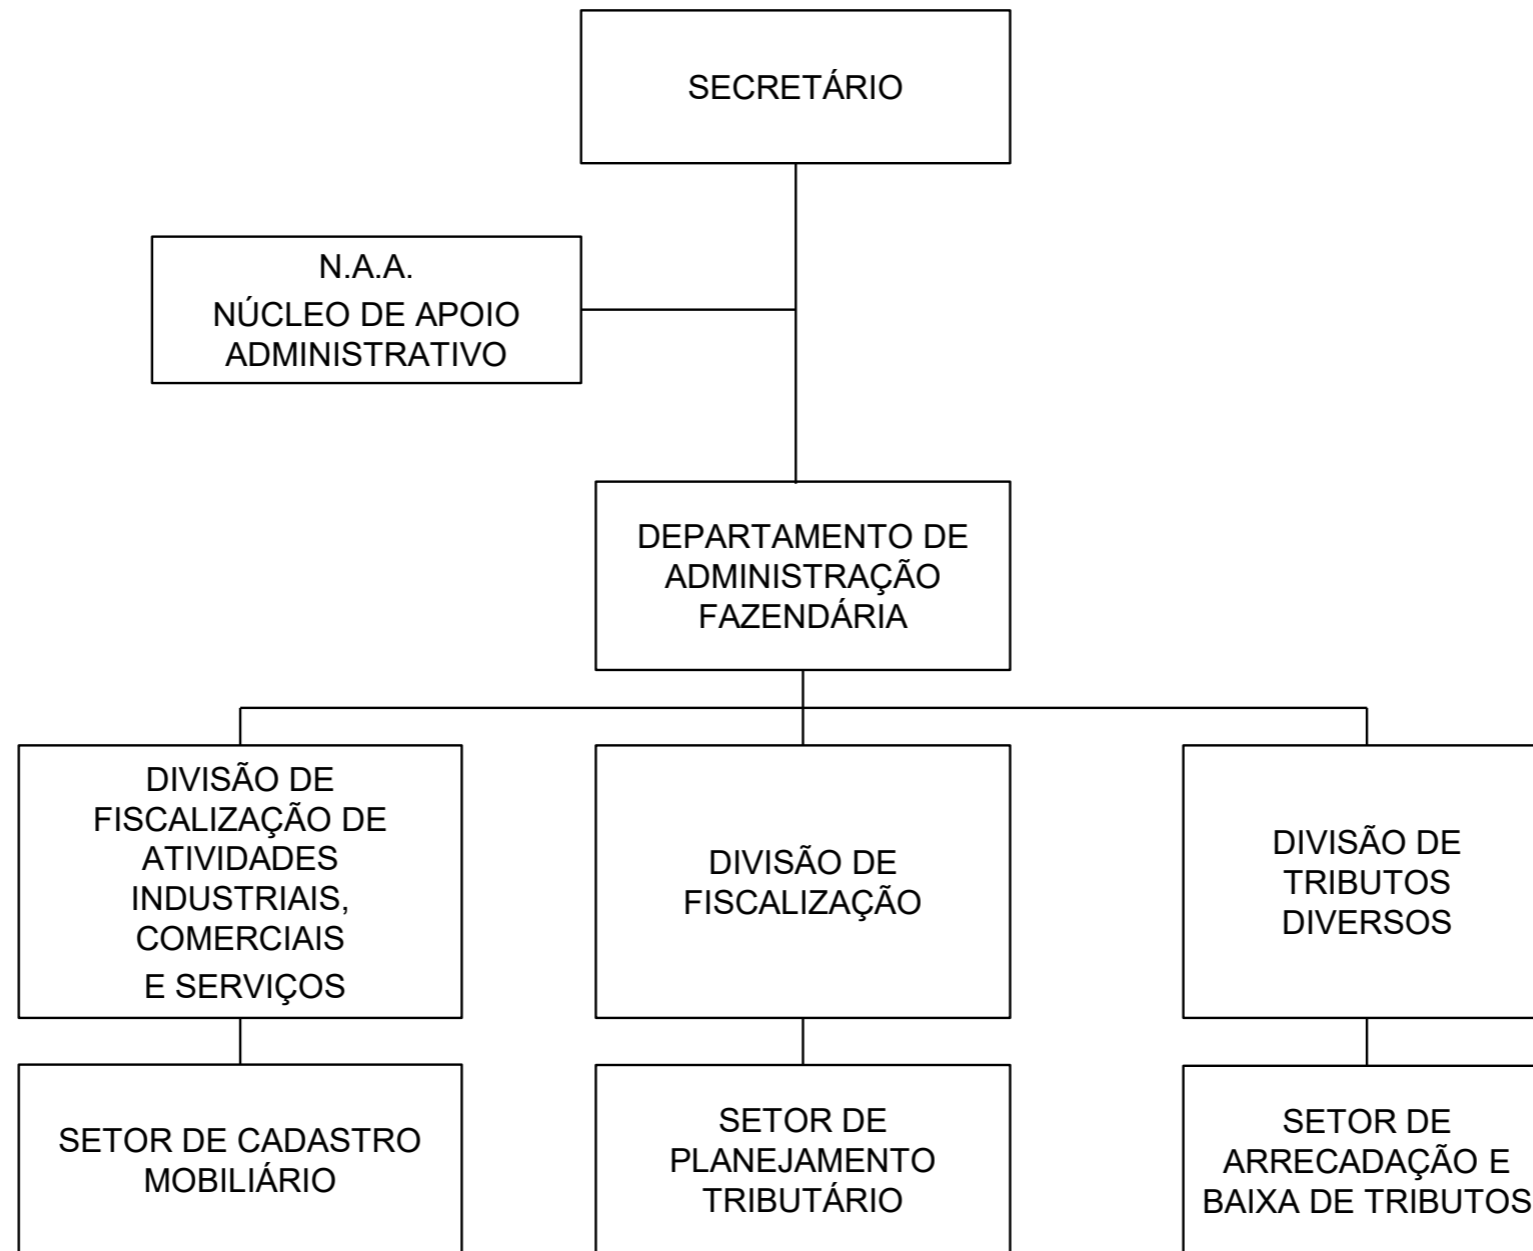 SECRETÁRIO
N.A.A.
NÚCLEO DE APOIO
ADMINISTRATIVO
DEPARTAMENTO DE
ADMINISTRAÇÃO
FAZENDÁRIA
DIVISÃO DE
FISCALIZAÇÃO DE
ATIVIDADES
INDUSTRIAIS,
COMERCIAIS
E SERVIÇOS
DIVISÃO DE
FISCALIZAÇÃO
DIVISÃO DE
TRIBUTOS
DIVERSOS
SETOR DE CADASTRO
MOBILIÁRIO
SETOR DE
PLANEJAMENTO
TRIBUTÁRIO
SETOR DE
ARRECADAÇÃO E
BAIXA DE TRIBUTOS